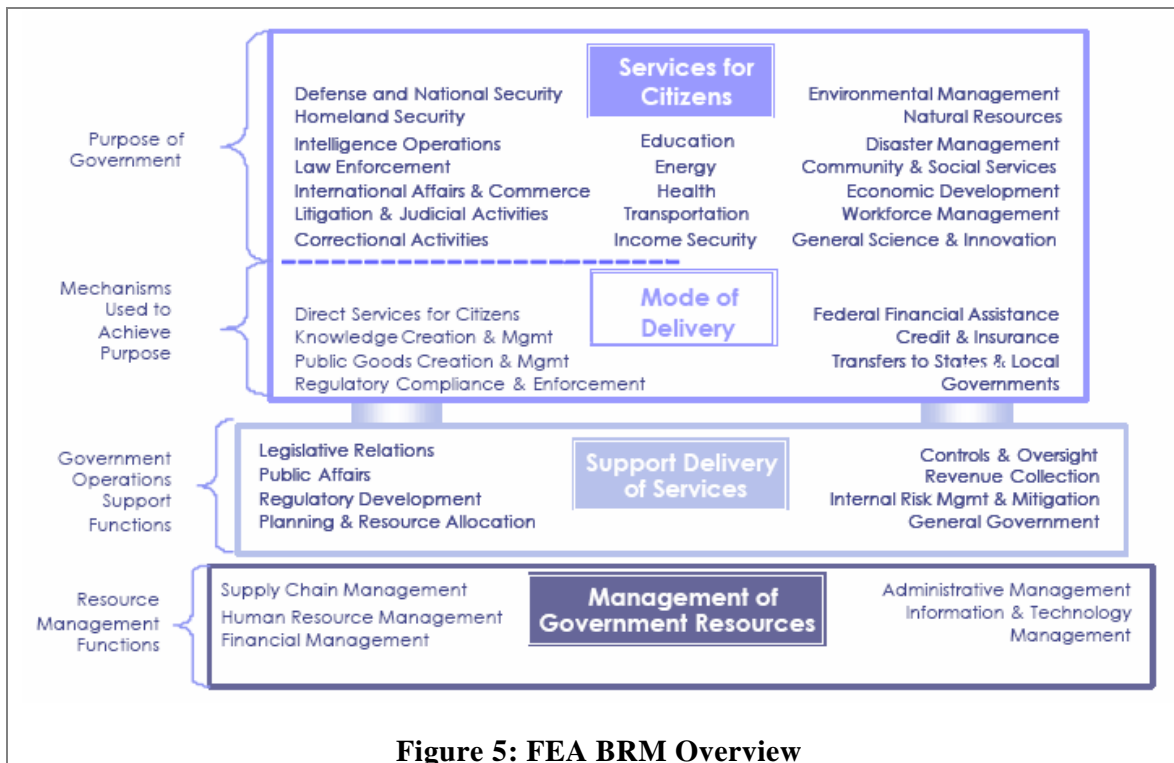 Purpose of
Government
Services for
Citizens
Defense and National Security
Homeland Security
Intelligence Operations
Law Enforcement
International Affairs & Commerce
Litigation & Judicial Activities
Correctional Activities
Education
Energy
Health
Transportation
Income Security
Environmental Management
Natural Resources
Disaster Management
Community & Social Services
Economic Development
Workforce Management
General Science & Innovation
Mechanisms
Used to
Achieve
Purpose
Mode of
Delivery
Direct Services for Citizens
Knowledge Creation & Mgmt
Public Goods Creation & Mgmt
Regulatory Compliance & Enforcement
Federal Financial Assistance
Credit & Insurance
Transfers to States & Local
Governments
Government
Operations
Support
Functions
Legislative Relations
Public Affairs
Regulatory Development
Planning & Resource Allocation
Support Delivery
of Services
Controls & Oversight
Revenue Collection
Internal Risk Mgmt & Mitigation
General Government
Resource
Management
Functions
Supply Chain Management
Human Resource Management
Financial Management
Management of
Government Resources
Administrative Management
Information & Technology
Management
Figure 5: FEA BRM Overview